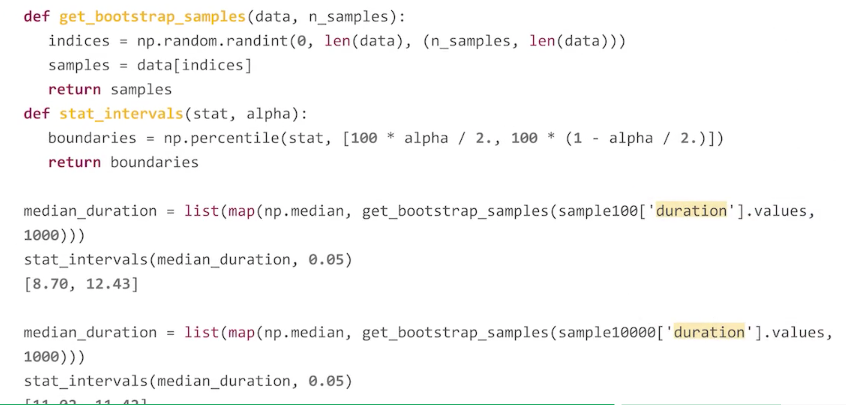 def get_bootstrap_samples(data, n_samples):
indices = np.random.randint(0, len(data), (n_samples, len(data)))
samples = data[indices]
return samples
def stat_intervals(stat, alpha):
boundaries = np.percentile(stat, [100 * alpha / 2., 100 * (1 - alpha / 2.)])
return boundaries
median_duration = list(map(np.median, get_bootstrap_samples(sample100['duration'].values,
1000)))
stat_intervals(median_duration, 0.05)
[8.70, 12.43]
median_duration = list(map(np.median, get_bootstrap_samples(sample10000['duration'].values,
1000)))
stat_intervals(median_duration, 0.05)